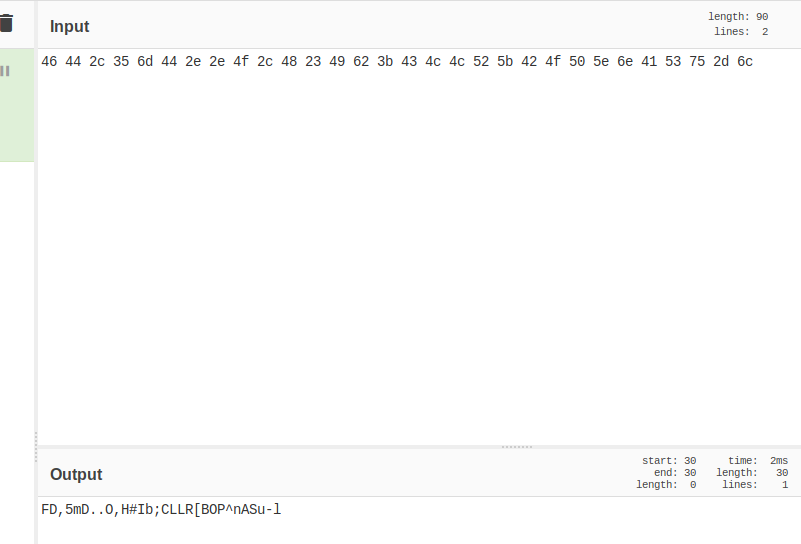 Input
length: 90
lines: 2
46 44 2c 35 6d 44 2e 2e 4f 2c 48 23 49 62 3b 43 4c 4c 52 5b 42 4f 50 5e 6e 41 53 75 2d 6c
Output
start: 30 time: 2ms
end: 30 length: 30
length: 0 lines: 1
FD,5mD..O,H#Ib;CLLR[BOP^nASu-l